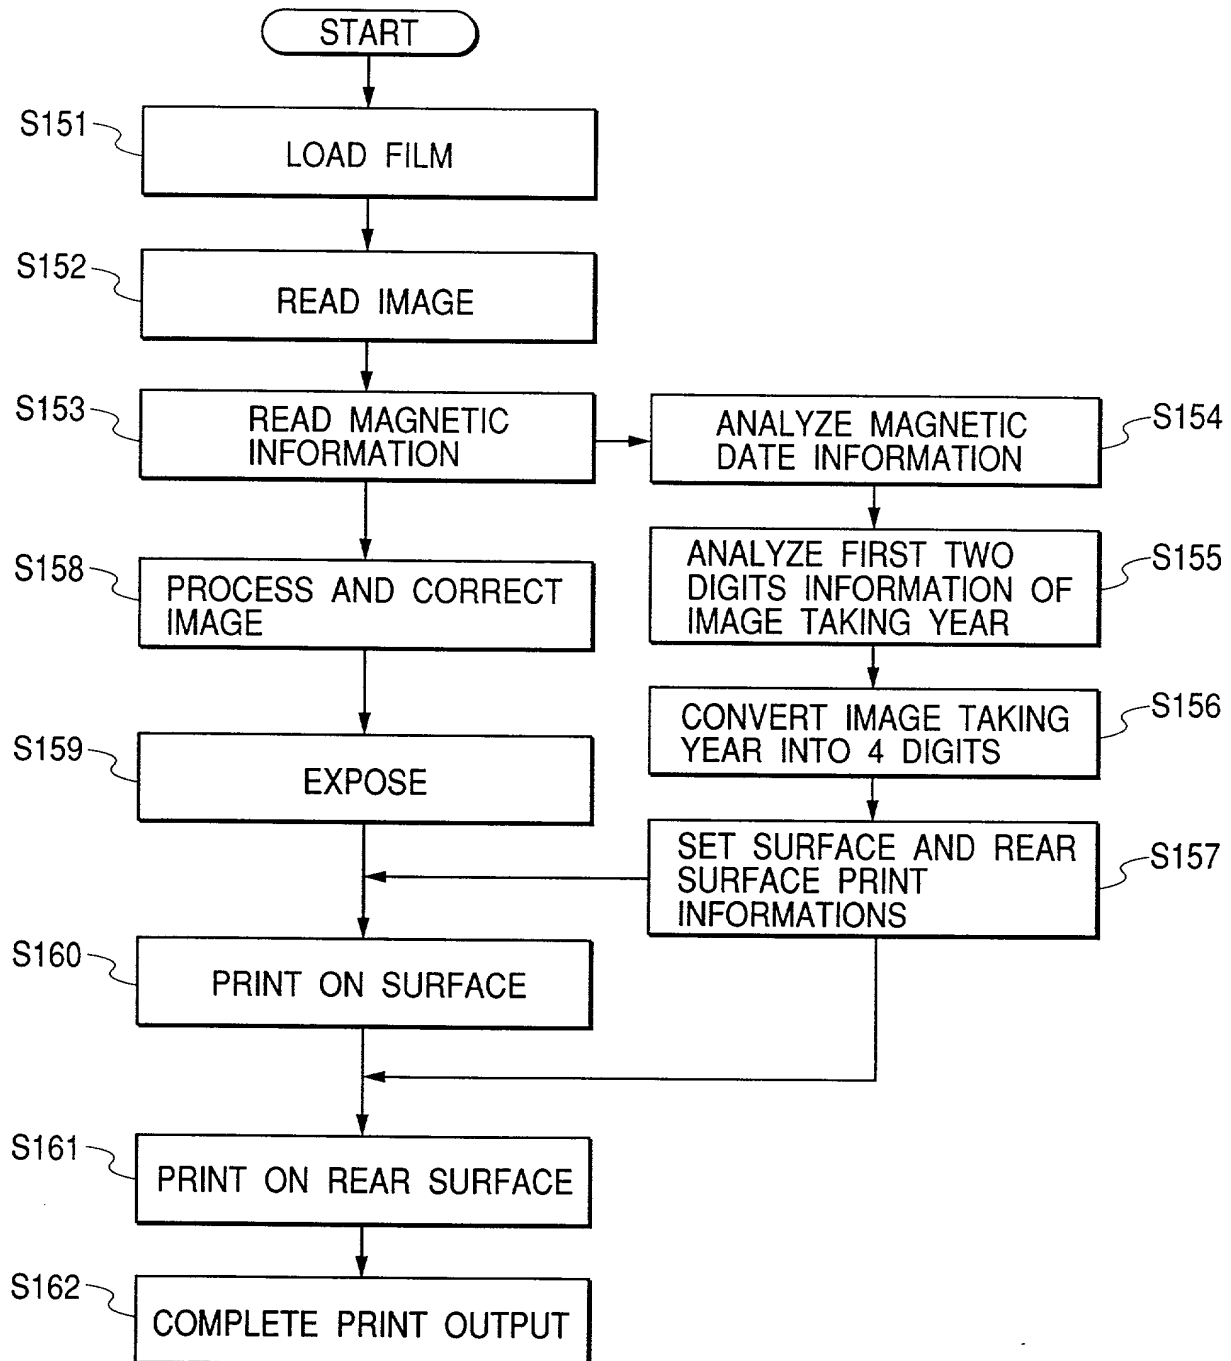 START
S151
LOAD FILM
S152
READ IMAGE
S153
READ MAGNETIC
INFORMATION
S154
ANALYZE MAGNETIC
DATE INFORMATION
S155
ANALYZE FIRST TWO
DIGITS INFORMATION OF
IMAGE TAKING YEAR
S158
PROCESS AND CORRECT
IMAGE
S156
CONVERT IMAGE TAKING
YEAR INTO 4 DIGITS
S159
EXPOSE
S157
SET SURFACE AND REAR
SURFACE PRINT
INFORMATIONS
S160
PRINT ON SURFACE
S161
PRINT ON REAR SURFACE
S162
COMPLETE PRINT OUTPUT